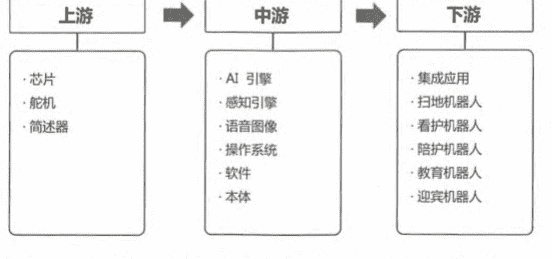 上游
中游
下游
· 芯片
· 舵机
· 简述器
· AI 引擎
· 感知引擎
· 语音图像
· 操作系统
· 软件
· 本体
· 集成应用
· 扫地机器人
· 看护机器人
· 陪护机器人
· 教育机器人
· 迎宾机器人